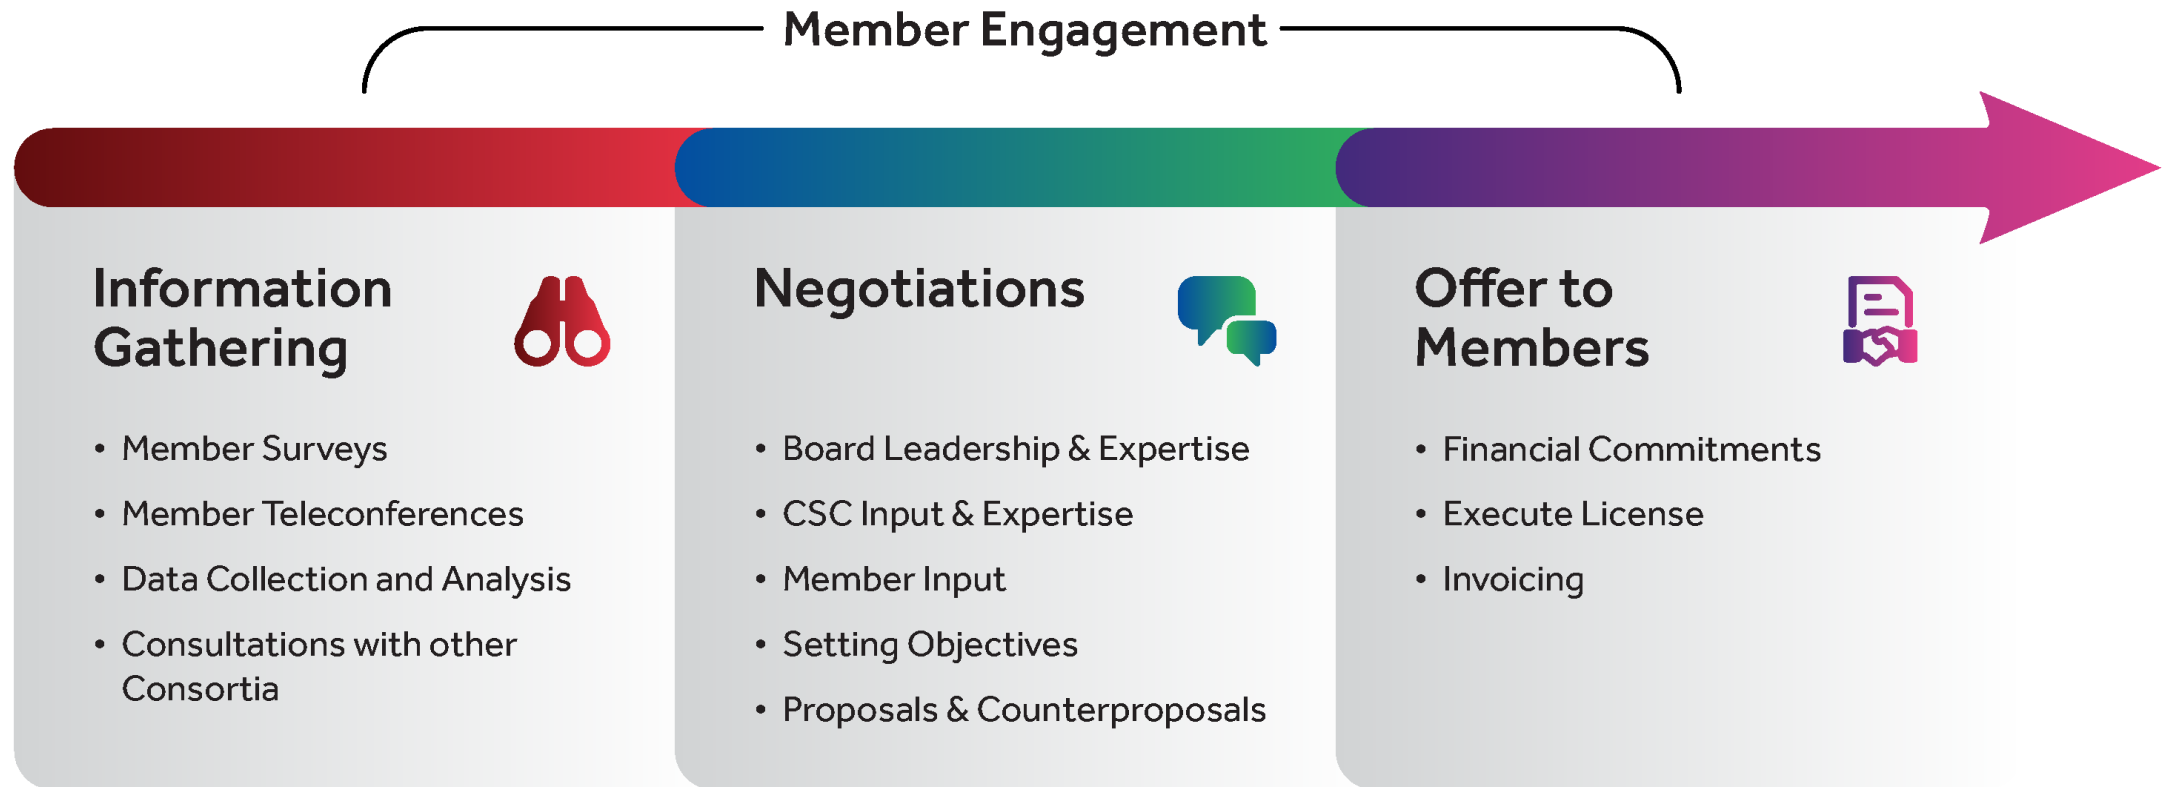 Member Engagement
Information
Gathering
• Member Surveys
• Member Teleconferences
• Data Collection and Analysis
• Consultations with other
Consortia
Negotiations
• Board Leadership & Expertise
• CSC Input & Expertise
• Member Input
• Setting Objectives
• Proposals & Counterproposals
Offer to
Members
• Financial Commitments
• Execute License
• Invoicing